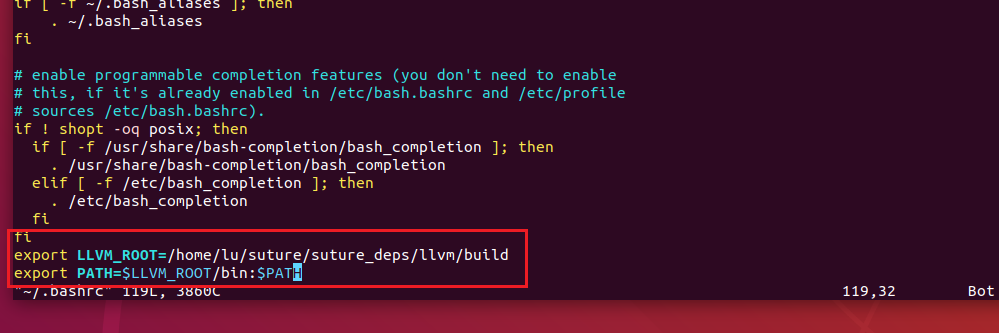 if [ -f ~/.bash_aliases ]; then
    . ~/.bash_aliases
fi
# enable programmable completion features (you don't need to enable
# this, if it's already enabled in /etc/bash.bashrc and /etc/profile
# sources /etc/bash.bashrc).
if ! shopt -oq posix; then
  if [ -f /usr/share/bash-completion/bash_completion ]; then
    . /usr/share/bash-completion/bash_completion
  elif [ -f /etc/bash_completion ]; then
    . /etc/bash_completion
  fi
fi
export LLVM_ROOT=/home/lu/suture/suture_deps/llvm/build
export PATH=$LLVM_ROOT/bin:$PATH
"~/.bashrc" 119L, 3860C 119,32 Bot